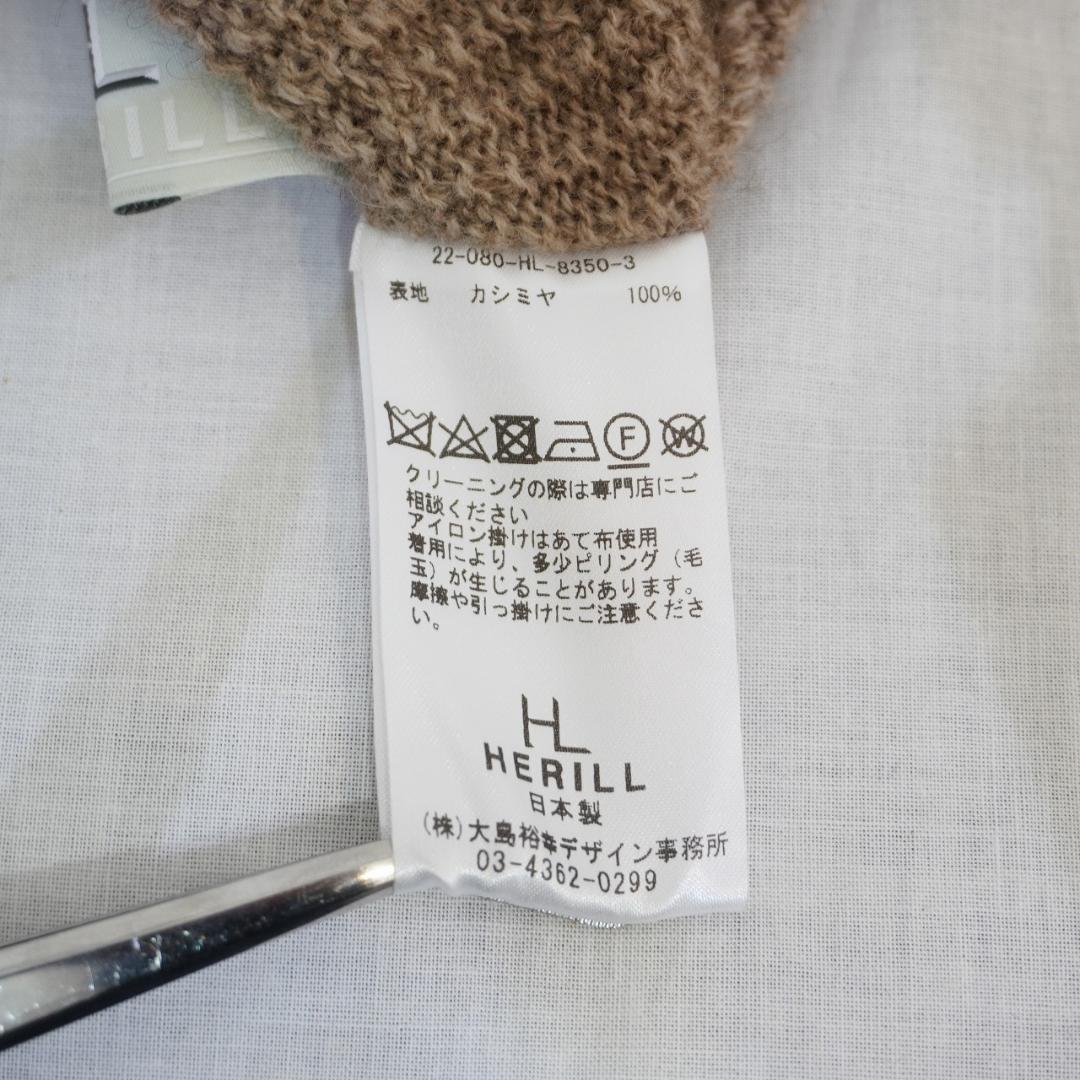 ILL
22-080-HL-8350-3
表地 カシミヤ 100%
F
W
クリーニングの際は専門店にご
相談ください
アイロン掛けはあて布使用
着用により、多少ピリング（毛
玉）が生じることがあります。
摩擦や引っ掛けにご注意くださ
い。
HL
HERILL
日本製
(株)大島裕幸デザイン事務所
03-4362-0299